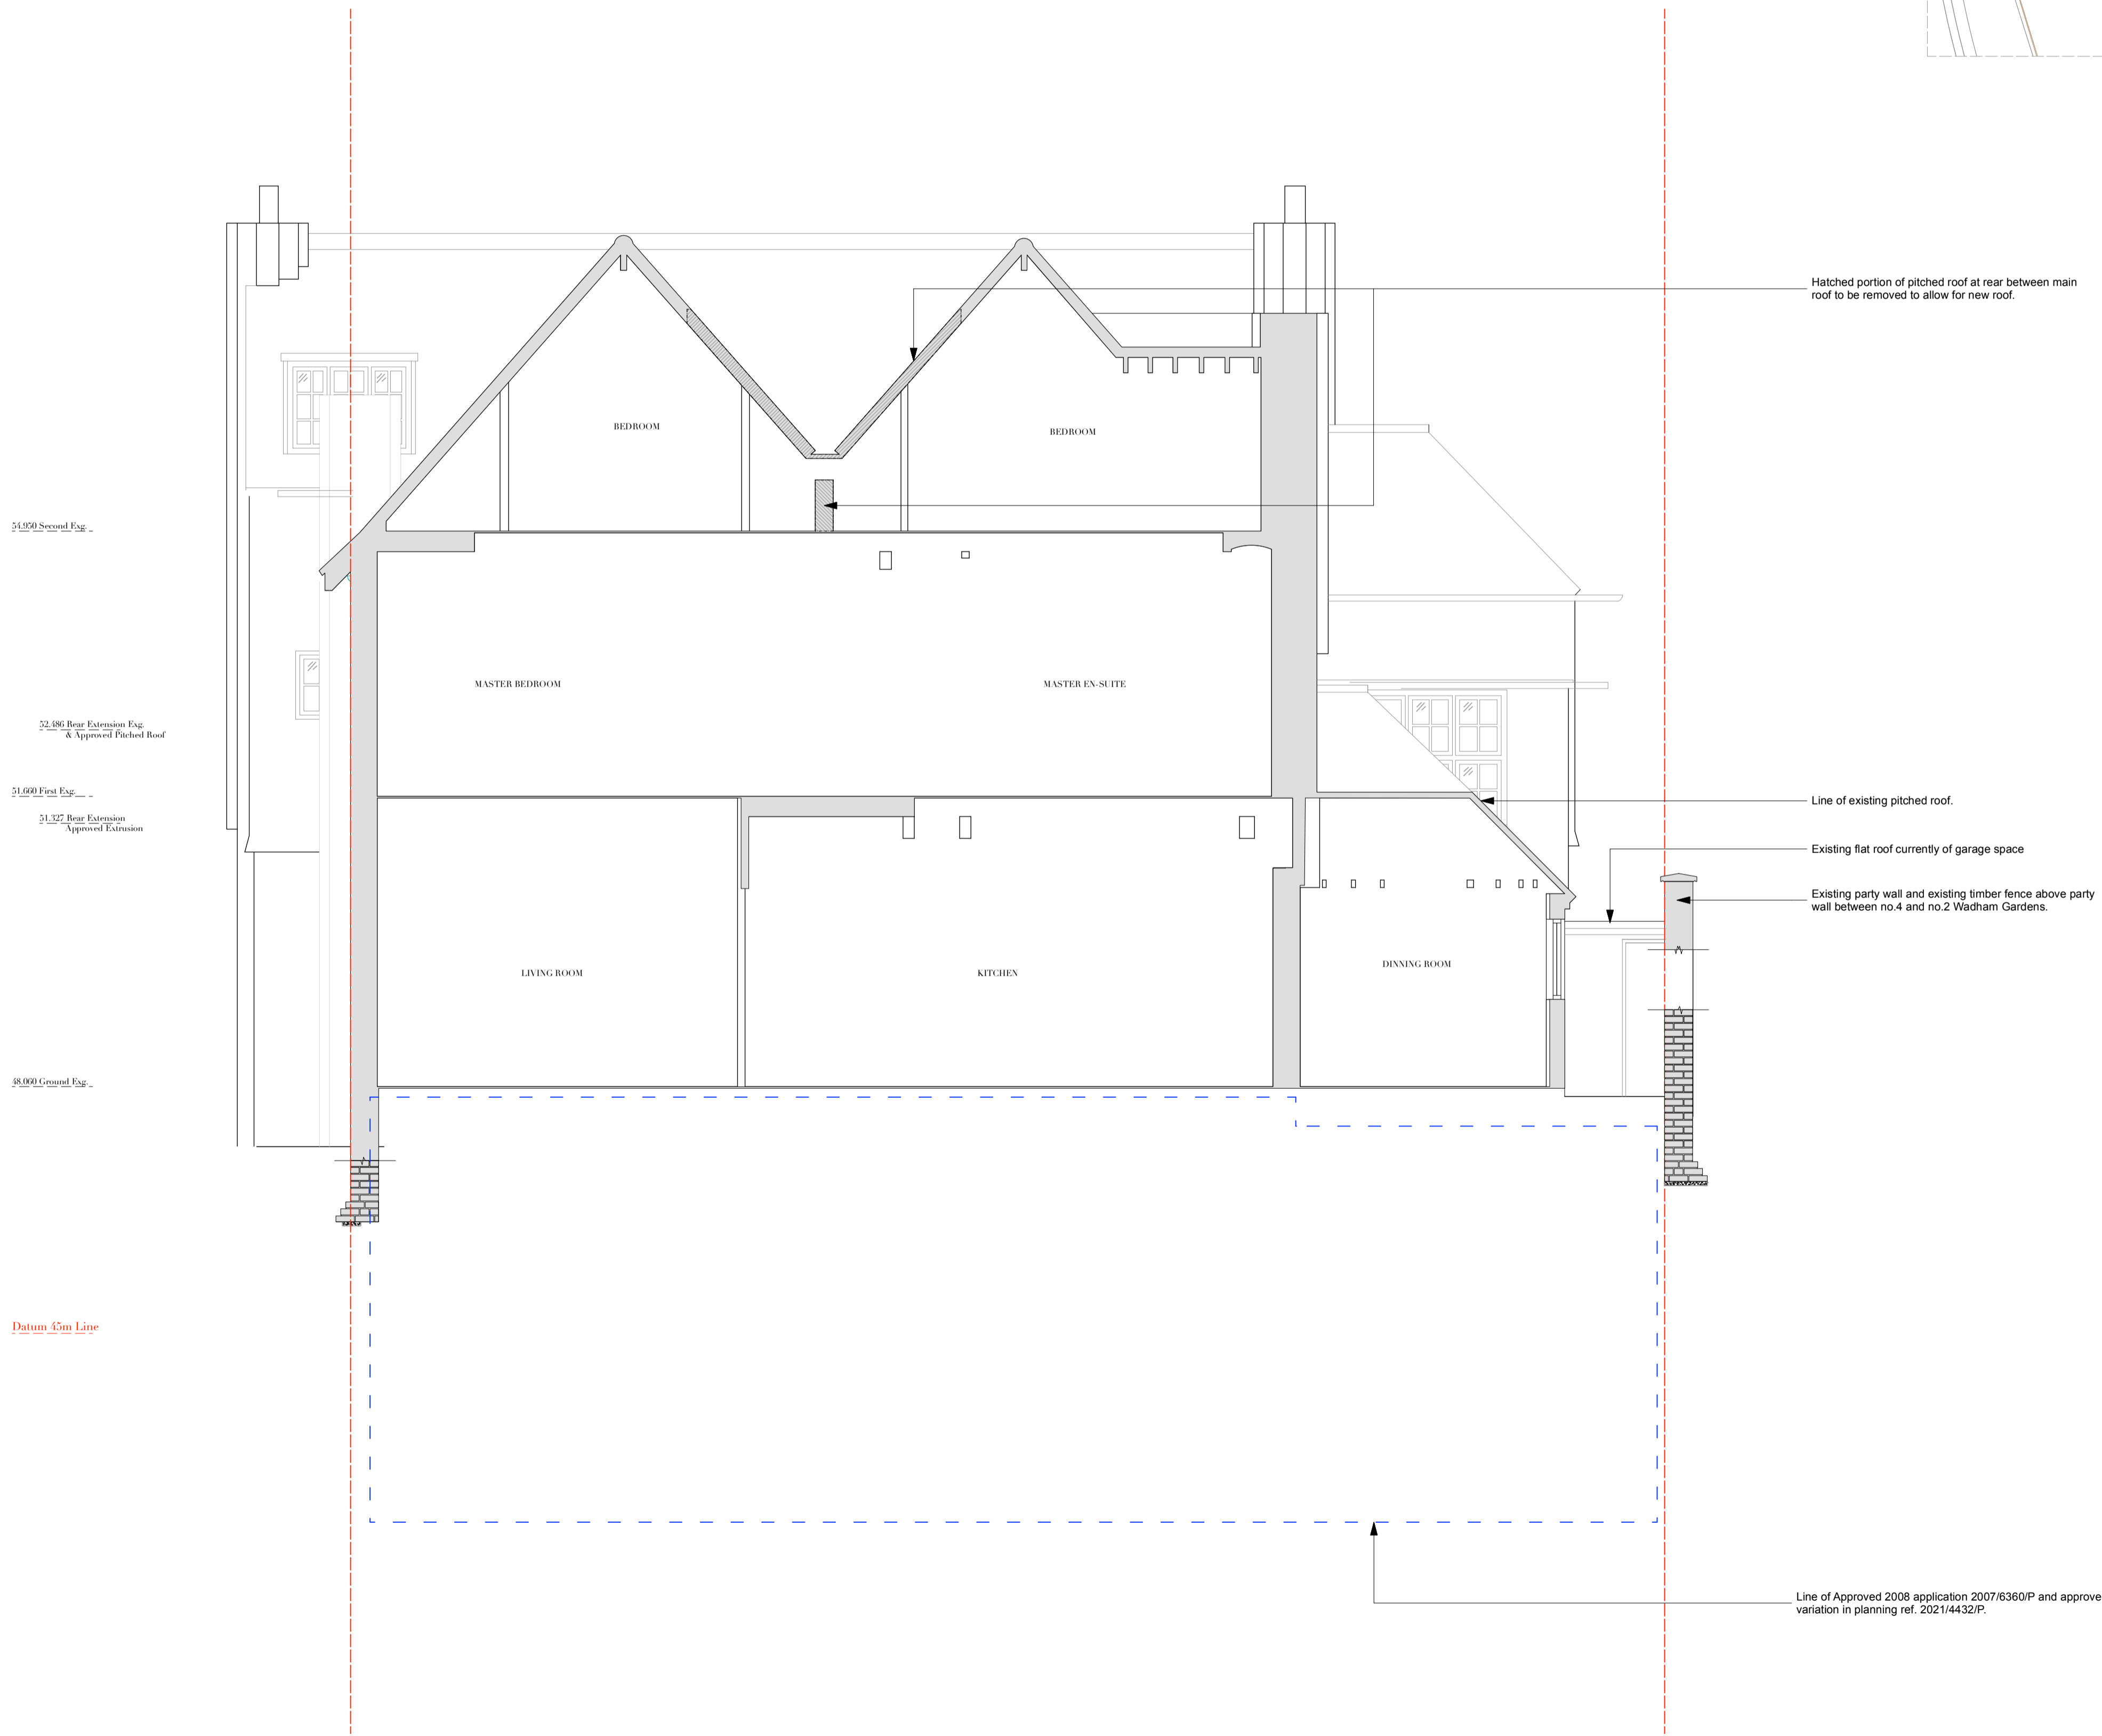 Hatched portion of pitched roof at rear between main
roof to be removed to allow for new roof.
BEDROOM
BEDROOM
54.950 Second Exg.
MASTER BEDROOM
MASTER EN-SUITE
52.486 Rear Extension Exg.
& Approved Pitched Roof
51.660 First Exg.
51.327 Rear Extension
Approved Extrusion
Line of existing pitched roof.
Existing flat roof currently of garage space
Existing party wall and existing timber fence above party
wall between no.4 and no.2 Wadham Gardens.
LIVING ROOM
KITCHEN
DINNING ROOM
48.060 Ground Exg.
Datum 45m Line
Line of Approved 2008 application 2007/6360/P and approve
variation in planning ref. 2021/4432/P.